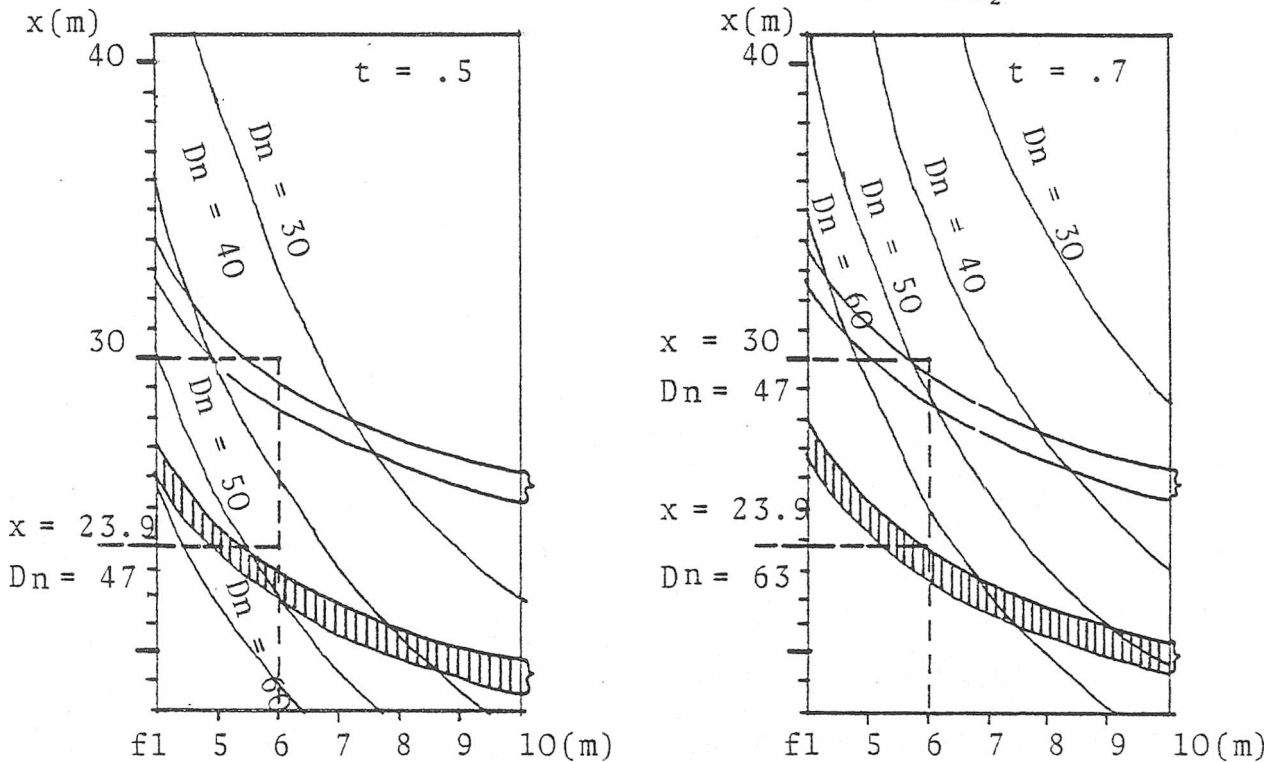 2
x(m)
40
t = .5
Dn = 30
Dn = 40
30
Dn = 50
x = 23.9
Dn = 47
Dn = 60
f1 5 6 7 8 9 10(m)
x(m)
40
t = .7
Dn = 30
Dn = 40
Dn = 50
Dn = 60
x = 30
Dn = 47
x = 23.9
Dn = 63
f1 5 6 7 8 9 10(m)